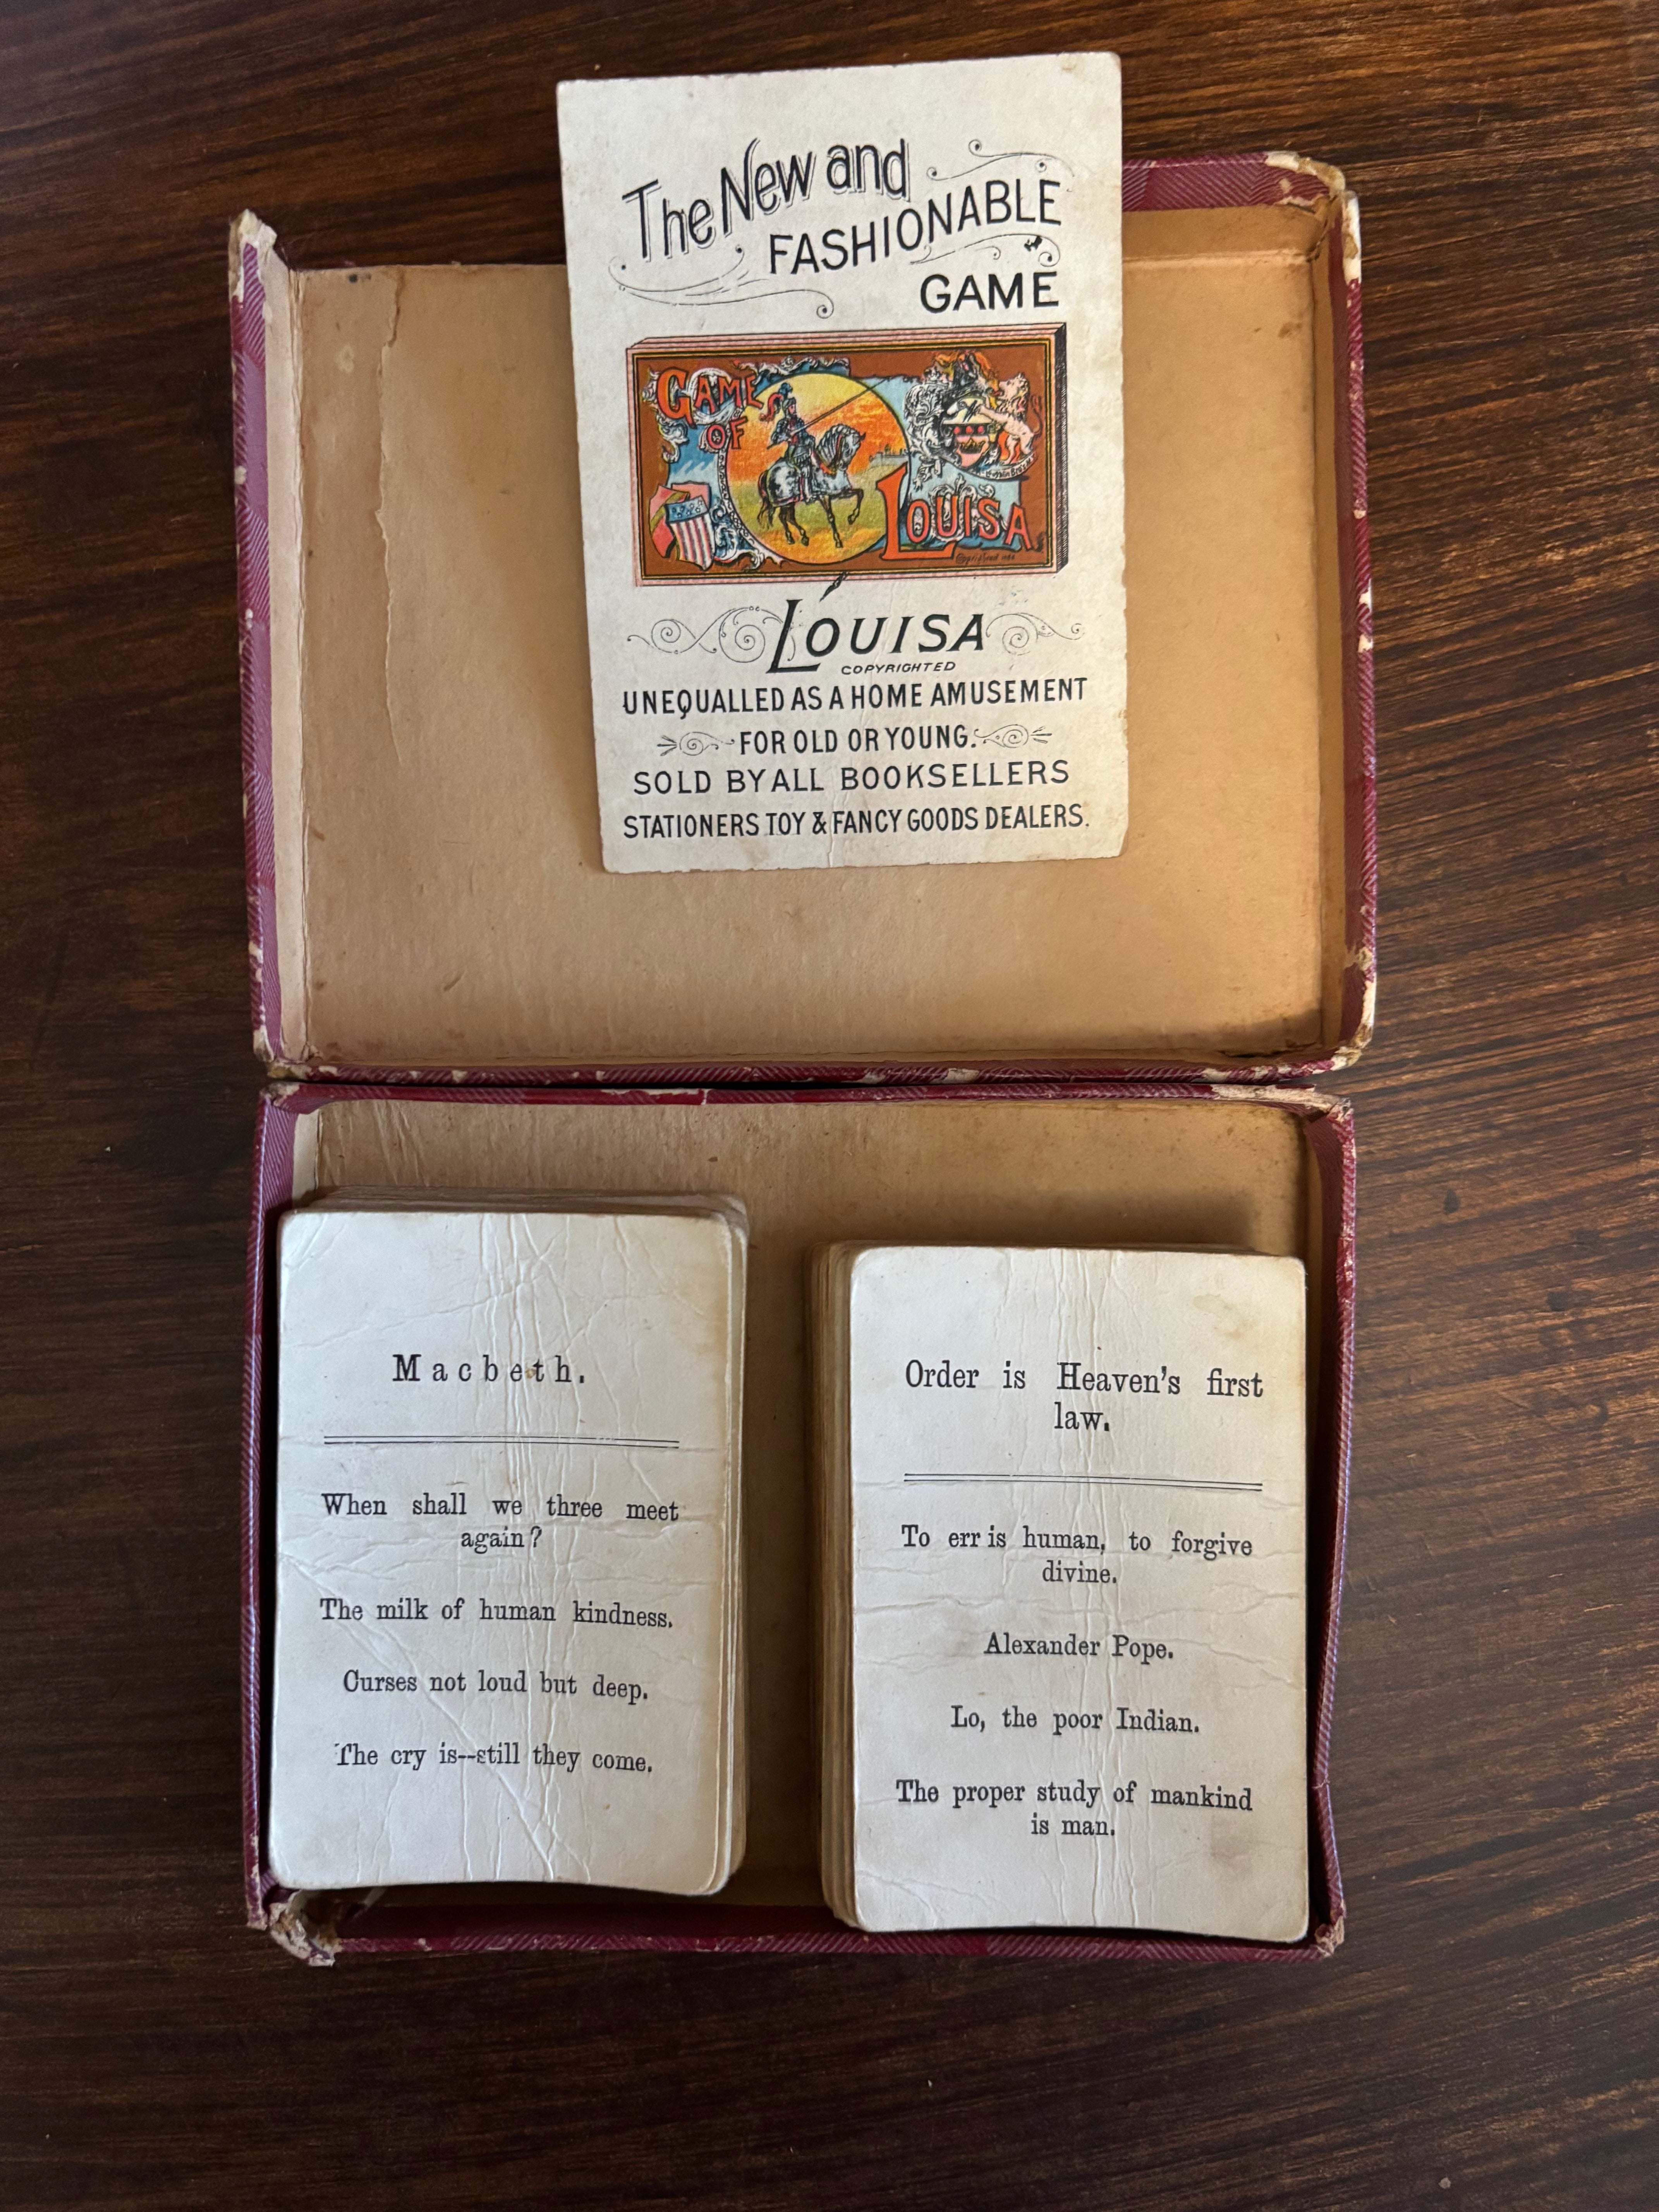 The New and
FASHIONABLE
GAME
GAME
OF
LOUISA
LOUISA
COPYRIGHTED
UNEQUALLED AS A HOME AMUSEMENT
FOR OLD OR YOUNG.
SOLD BY ALL BOOKSELLERS
STATIONERS TOY & FANCY GOODS DEALERS.
Macbeth.
When shall we three meet
again?
The milk of human kindness.
Curses not loud but deep.
The cry is--still they come.
Order is Heaven's first
law.
To err is human, to forgive
divine.
Alexander Pope.
Lo, the poor Indian.
The proper study of mankind
is man.